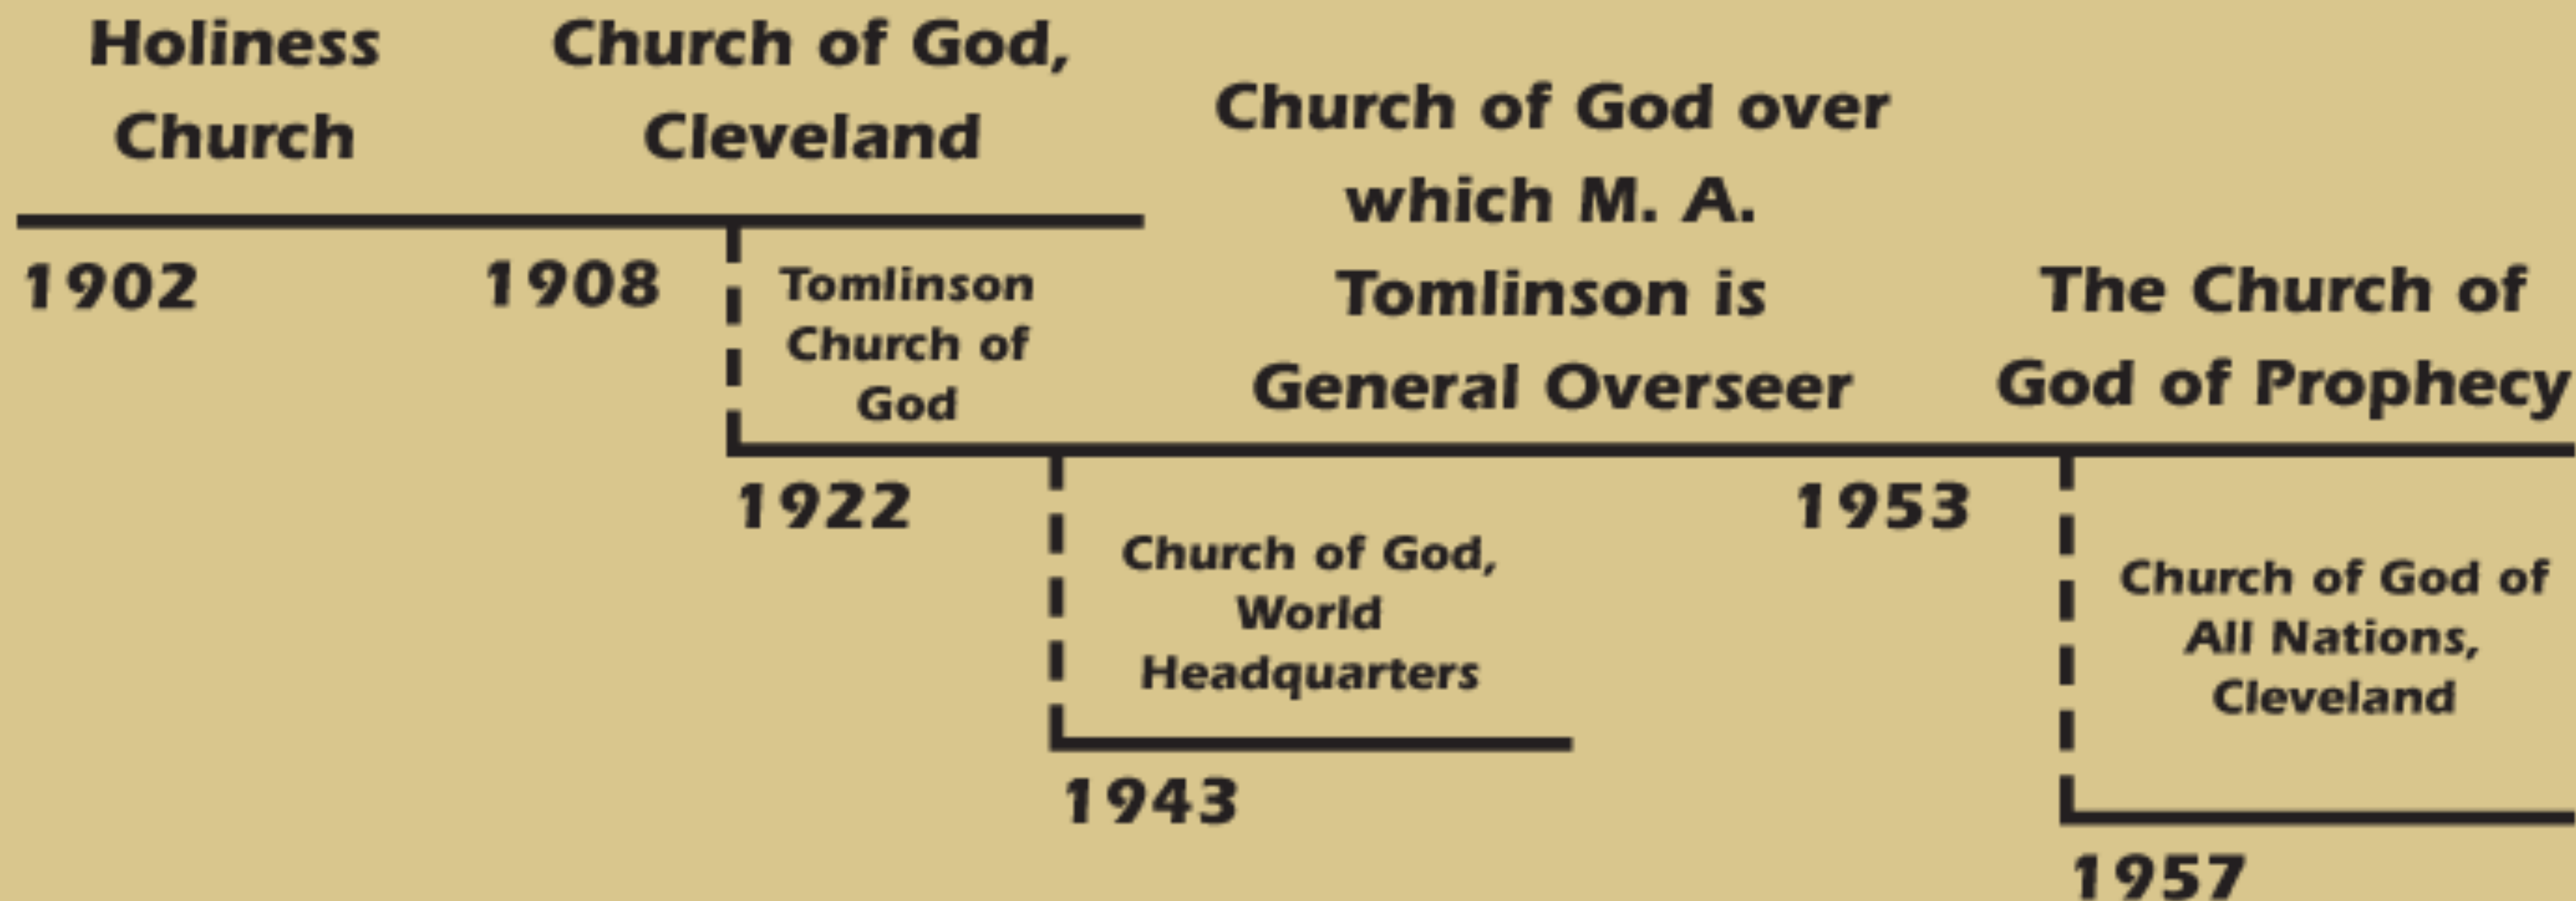 Holiness
Church
Church of God,
Cleveland
1902
1908
Tomlinson
Church of
God
Church of God over
which M. A.
Tomlinson is
General Overseer
The Church of
God of Prophecy
1922
1953
Church of God,
World
Headquarters
1943
Church of God of
All Nations,
Cleveland
1957